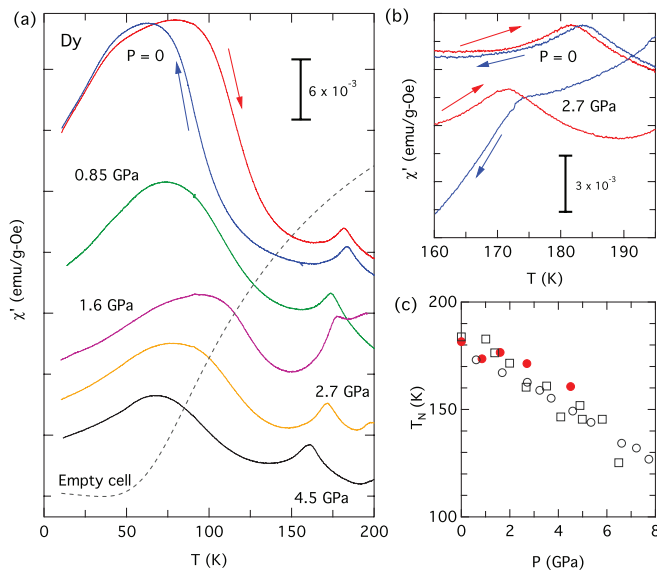 (a)
Dy
P = 0
6 x 10⁻³
0.85 GPa
1.6 GPa
2.7 GPa
4.5 GPa
Empty cell
χ' (emu/g-Oe)
0 50 100 150 200
T (K)
(b)
P = 0
2.7 GPa
3 x 10⁻³
χ' (emu/g-Oe)
160 170 180 190
T (K)
(c)
200
150
100
T_N (K)
0 2 4 6 8
P (GPa)